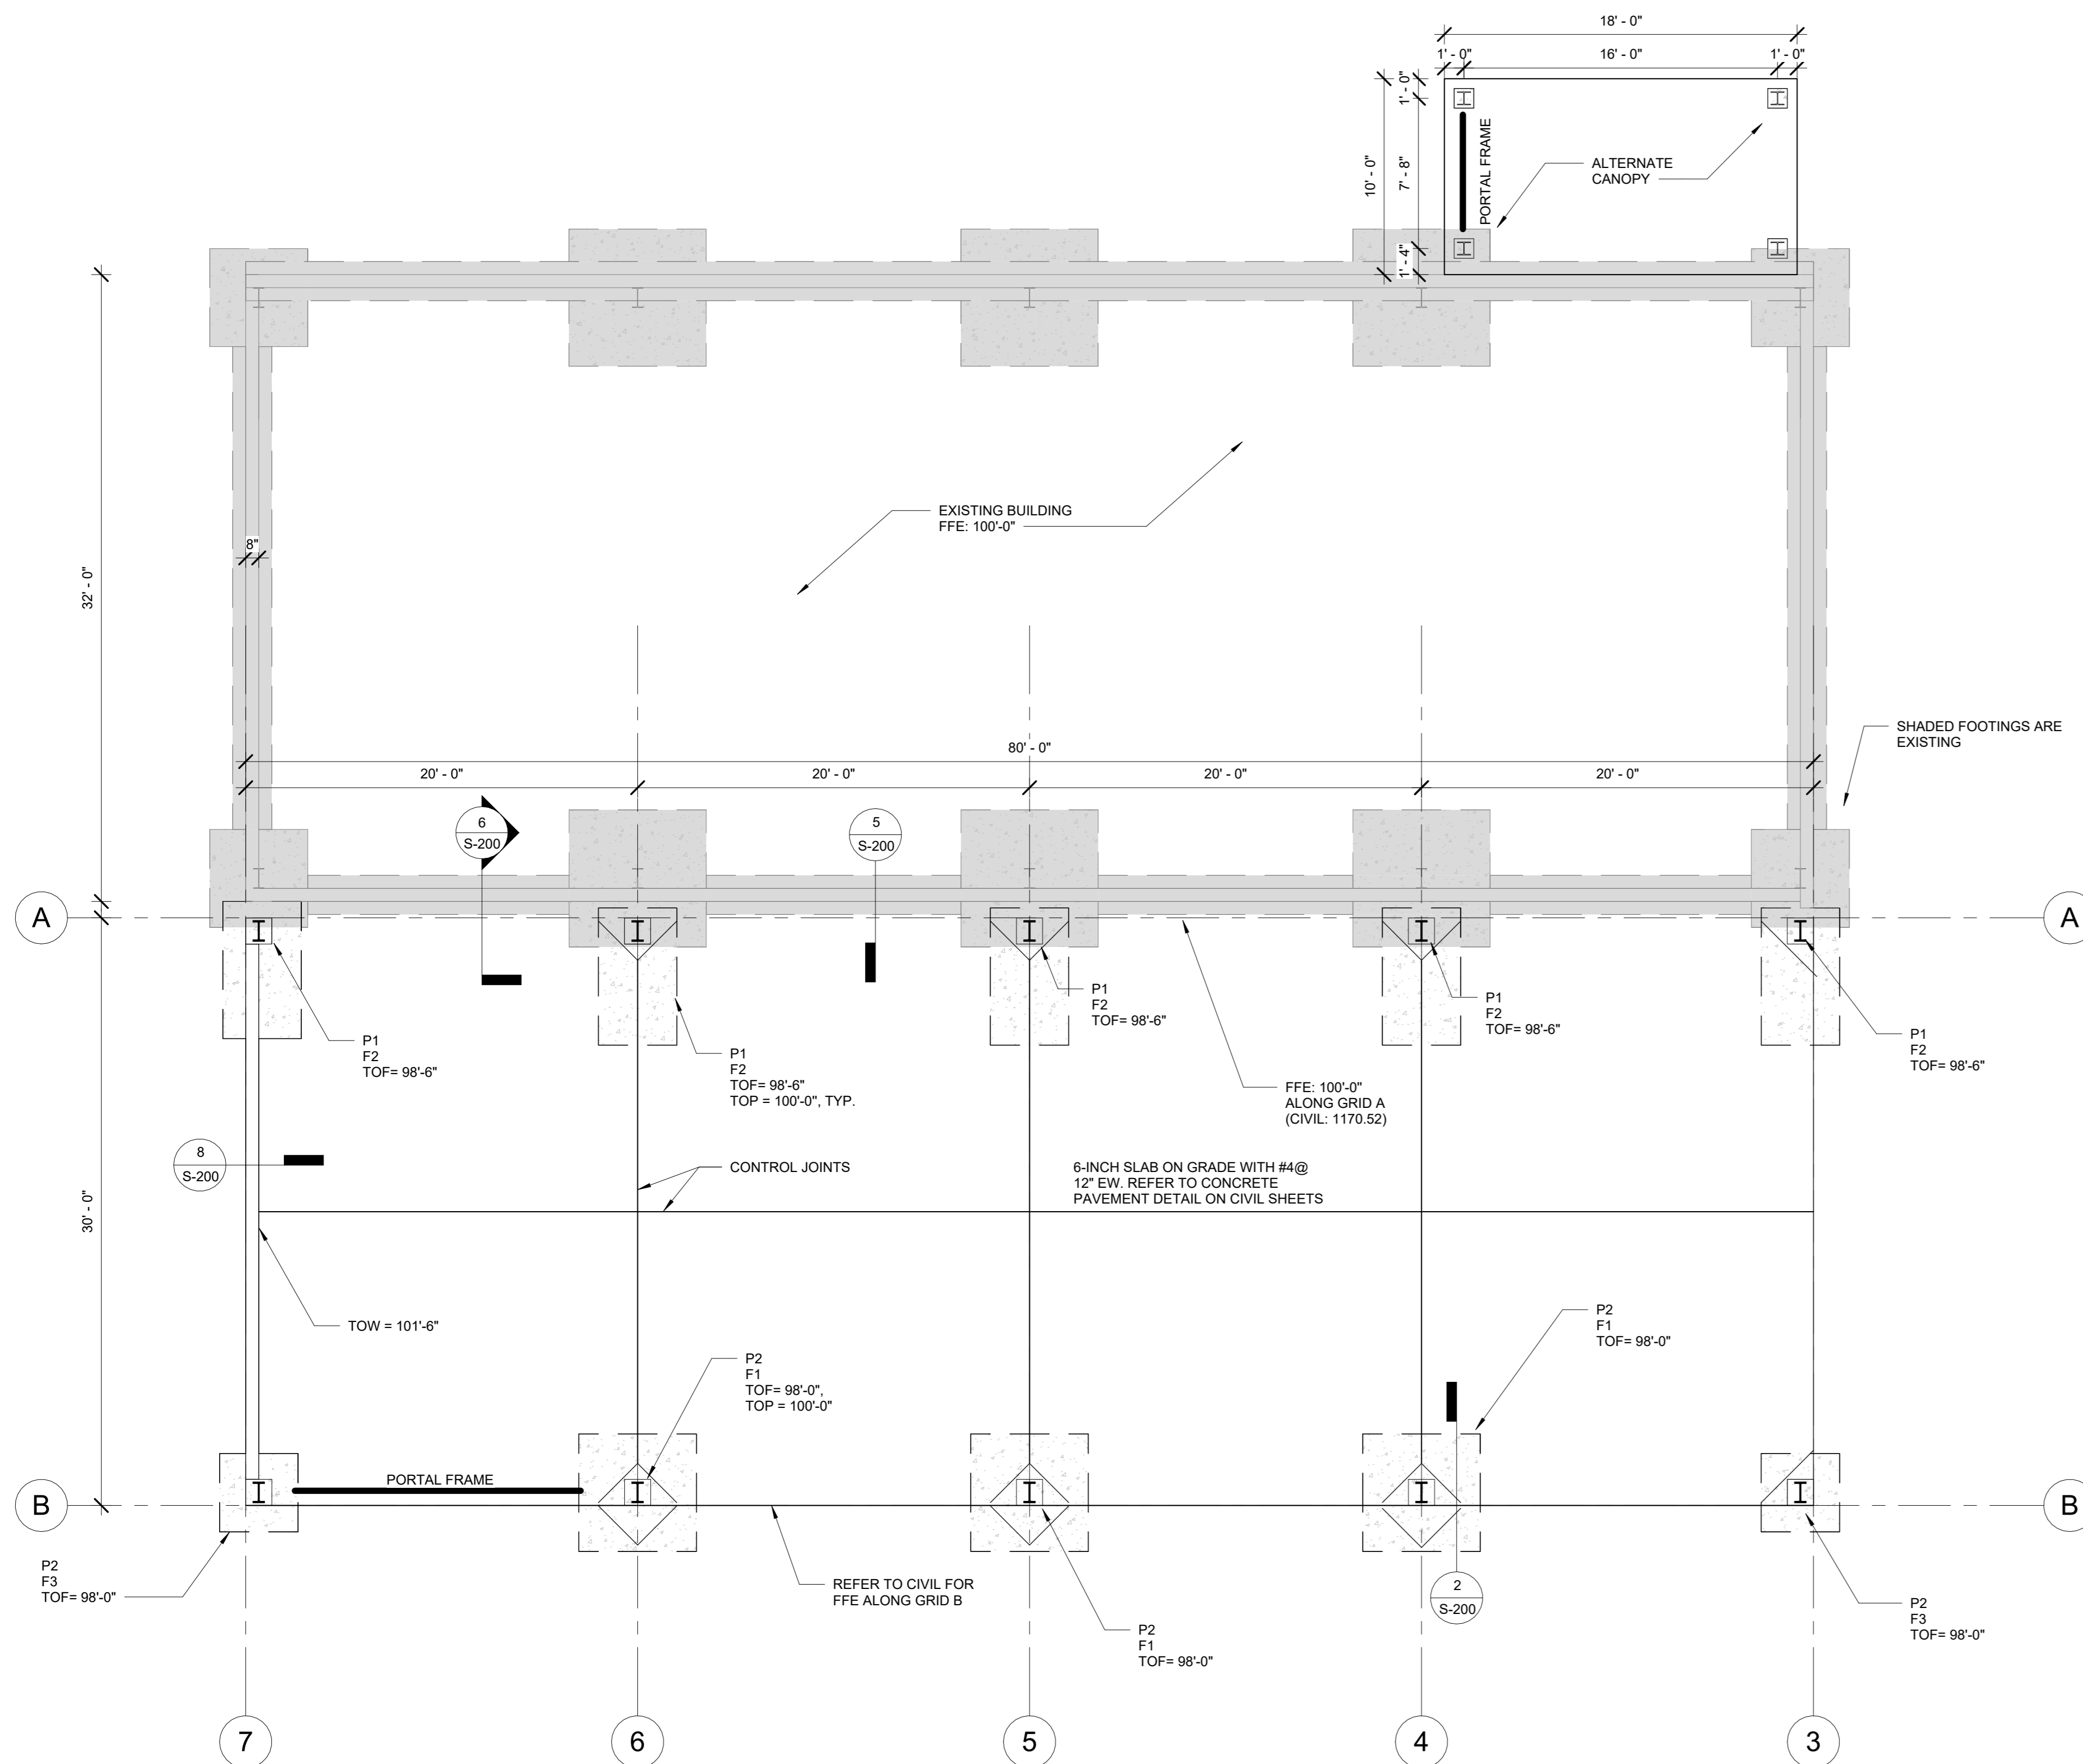 18' - 0"
1' - 0"
16' - 0"
1' - 0"
10' - 0"
1' - 0"
7' - 8"
1' - 4"
PORTAL FRAME
ALTERNATE
CANOPY
EXISTING BUILDING
FFE: 100'-0"
8"
32' - 0"
SHADED FOOTINGS ARE
EXISTING
80' - 0"
20' - 0"
20' - 0"
20' - 0"
20' - 0"
6
S-200
5
S-200
A
A
P1
F2
TOF= 98'-6"
P1
F2
TOF= 98'-6"
TOP = 100'-0", TYP.
P1
F2
TOF= 98'-6"
P1
F2
TOF= 98'-6"
P1
F2
TOF= 98'-6"
FFE: 100'-0"
ALONG GRID A
(CIVIL: 1170.52)
8
S-200
CONTROL JOINTS
6-INCH SLAB ON GRADE WITH #4@
12" EW. REFER TO CONCRETE
PAVEMENT DETAIL ON CIVIL SHEETS
30' - 0"
TOW = 101'-6"
P2
F1
TOF= 98'-0",
TOP = 100'-0"
P2
F1
TOF= 98'-0"
PORTAL FRAME
B
B
P2
F3
TOF= 98'-0"
REFER TO CIVIL FOR
FFE ALONG GRID B
P2
F1
TOF= 98'-0"
2
S-200
P2
F3
TOF= 98'-0"
7
6
5
4
3